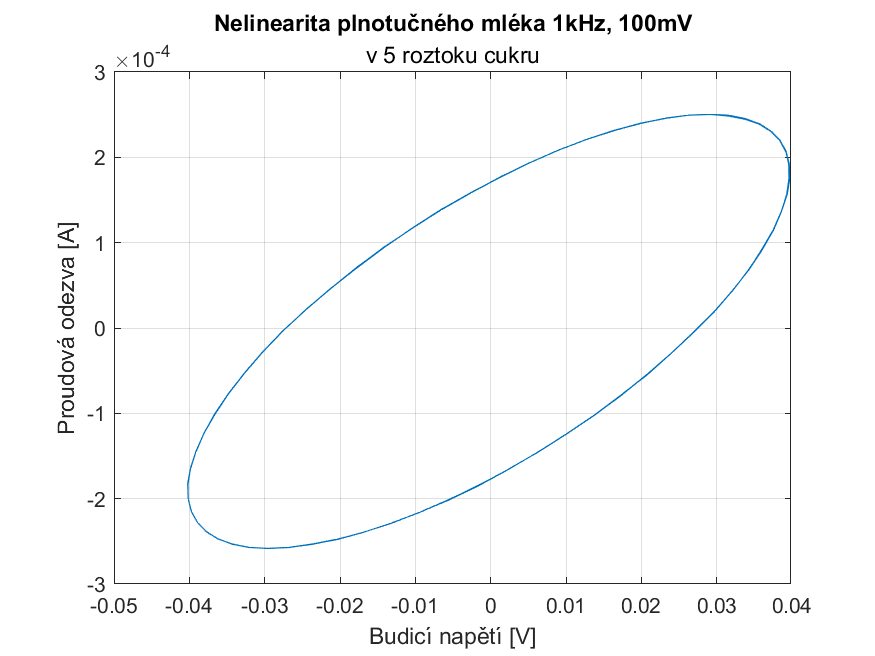 Nelinearita plnotučného mléka 1kHz, 100mV
v 5 roztoku cukru
×10⁻⁴
3
2
1
0
-1
-2
-3
Proudová odezva [A]
-0.05 -0.04 -0.03 -0.02 -0.01 0 0.01 0.02 0.03 0.04
Budicí napětí [V]